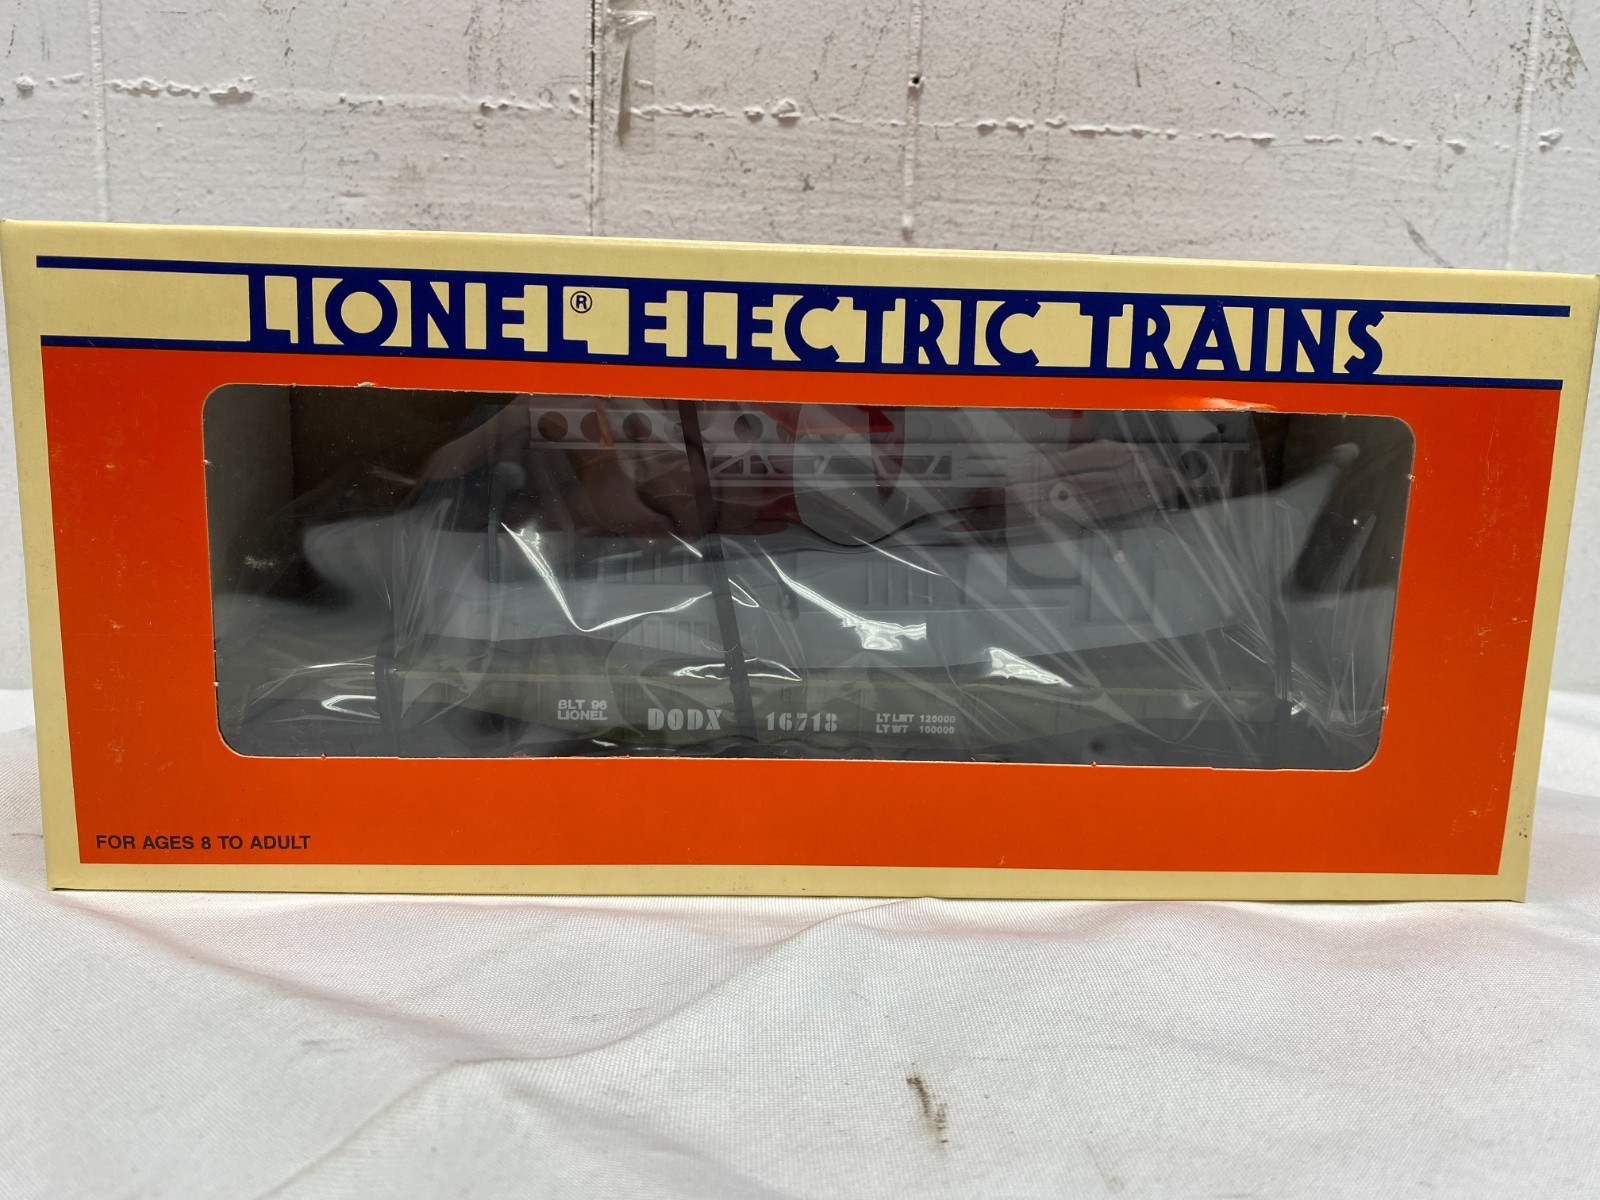 LIONEL® ELECTRIC TRAINS
BLT 96
LIONEL
DODX 16718
LT LMT 120000
LT WT 100000
FOR AGES 8 TO ADULT